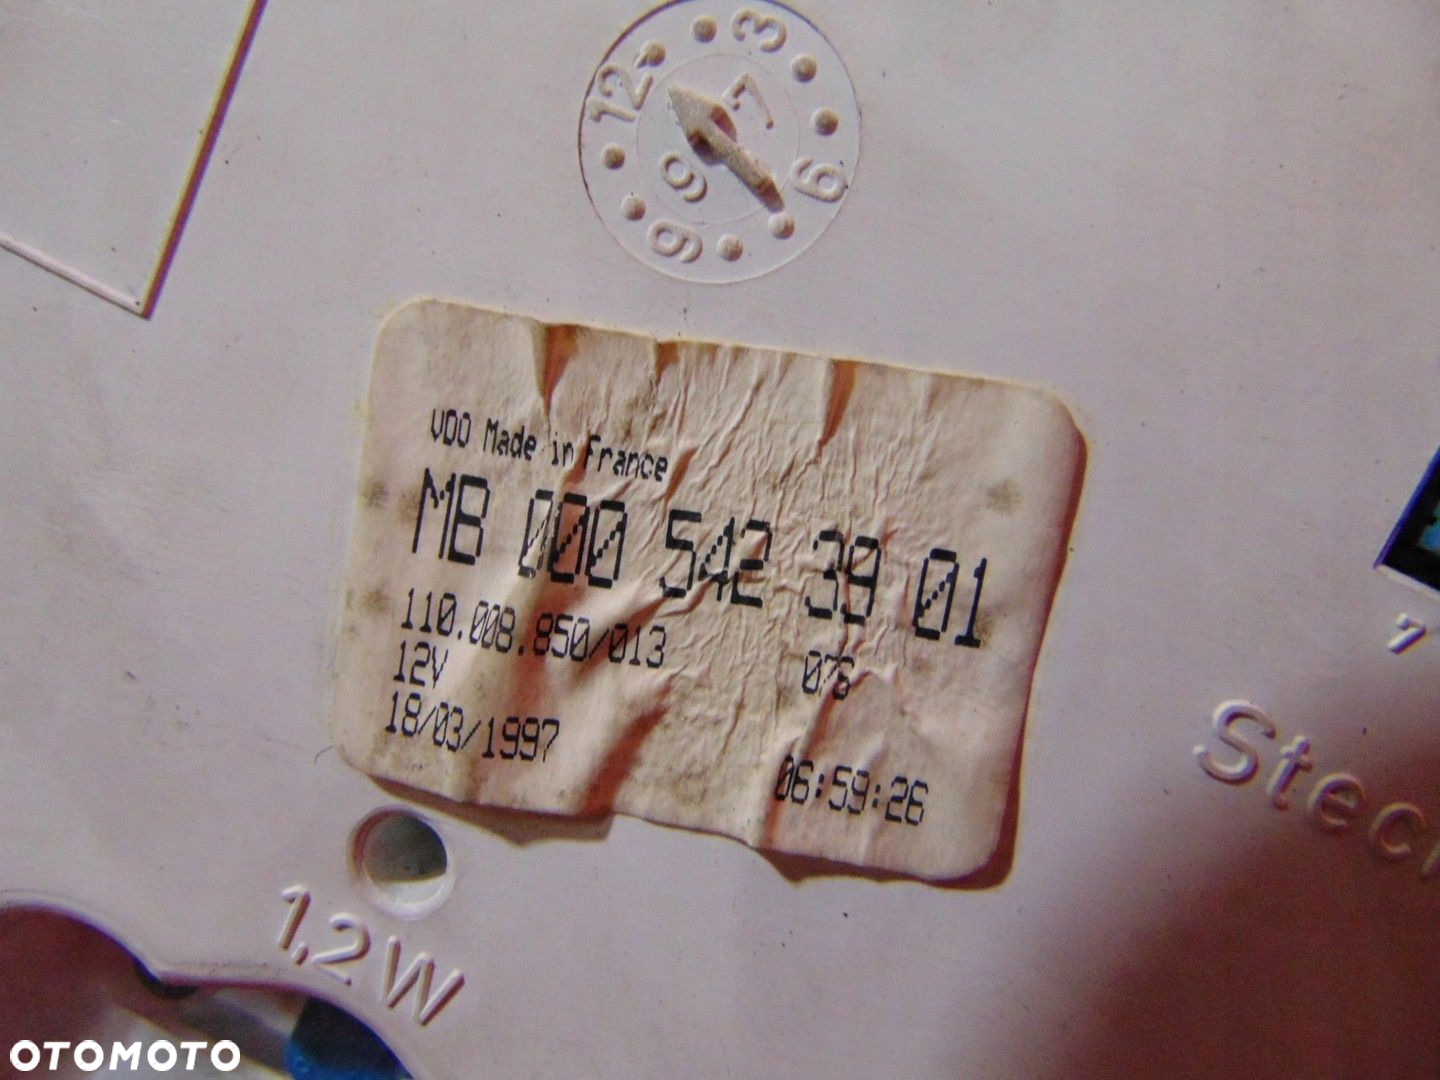 12 3
9 7
9 6
VDO Made in France
MB 000 542 39 01
110.008.850/013 076
12V
18/03/1997 06:59:26
7
Stec
1,2W
OTOMOTO